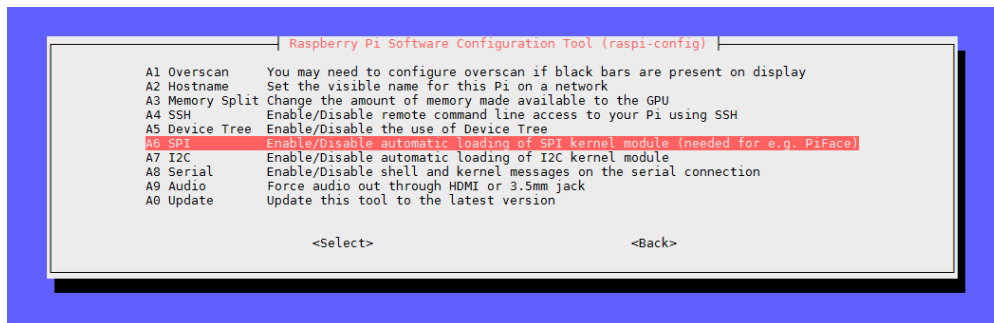 Raspberry Pi Software Configuration Tool (raspi-config)
A1 Overscan You may need to configure overscan if black bars are present on display
A2 Hostname Set the visible name for this Pi on a network
A3 Memory Split Change the amount of memory made available to the GPU
A4 SSH Enable/Disable remote command line access to your Pi using SSH
A5 Device Tree Enable/Disable the use of Device Tree
A6 SPI Enable/Disable automatic loading of SPI kernel module (needed for e.g. PiFace)
A7 I2C Enable/Disable automatic loading of I2C kernel module
A8 Serial Enable/Disable shell and kernel messages on the serial connection
A9 Audio Force audio out through HDMI or 3.5mm jack
A0 Update Update this tool to the latest version
<Select> <Back>